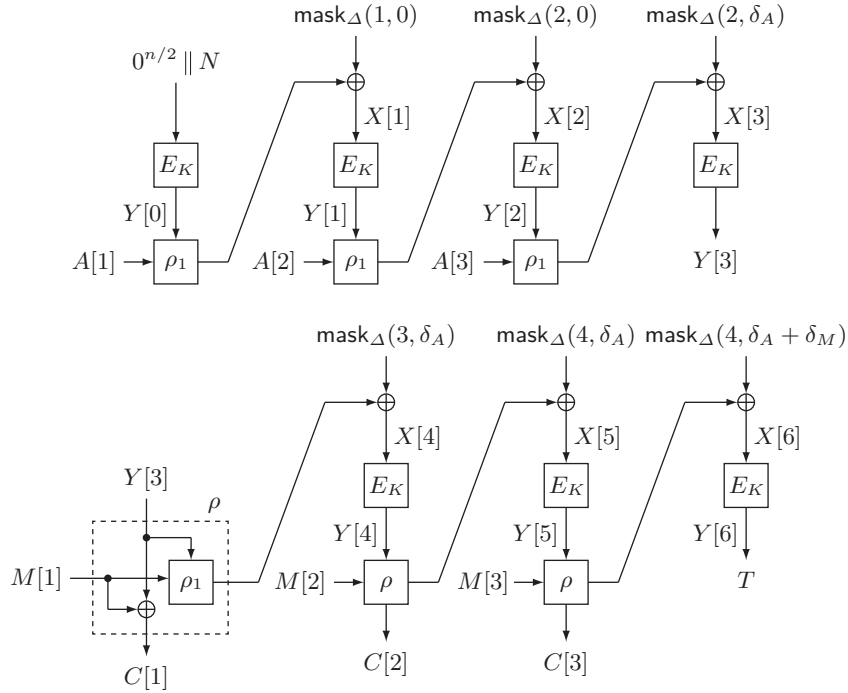 mask_Δ(1, 0) mask_Δ(2, 0) mask_Δ(2, δ_A)
0^{n/2} ∥ N
X[1] X[2] X[3]
E_K E_K E_K E_K
Y[0] Y[1] Y[2]
A[1] ρ_1 A[2] ρ_1 A[3] ρ_1 Y[3]
mask_Δ(3, δ_A) mask_Δ(4, δ_A) mask_Δ(4, δ_A + δ_M)
X[4] X[5] X[6]
Y[3] E_K E_K E_K
ρ
Y[4] Y[5] Y[6]
M[1] ρ_1 M[2] ρ M[3] ρ T
C[1] C[2] C[3]